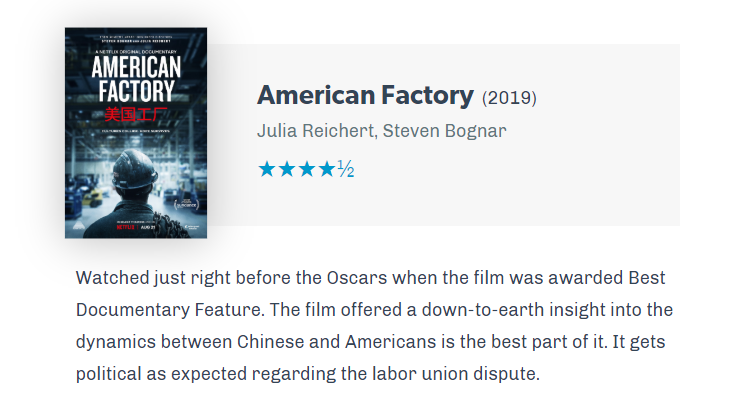 A NETFLIX ORIGINAL DOCUMENTARY
AMERICAN
FACTORY
美国工厂
NETFLIX | AUG 21
American Factory (2019)
Julia Reichert, Steven Bognar
★★★★½
Watched just right before the Oscars when the film was awarded Best
Documentary Feature. The film offered a down-to-earth insight into the
dynamics between Chinese and Americans is the best part of it. It gets
political as expected regarding the labor union dispute.